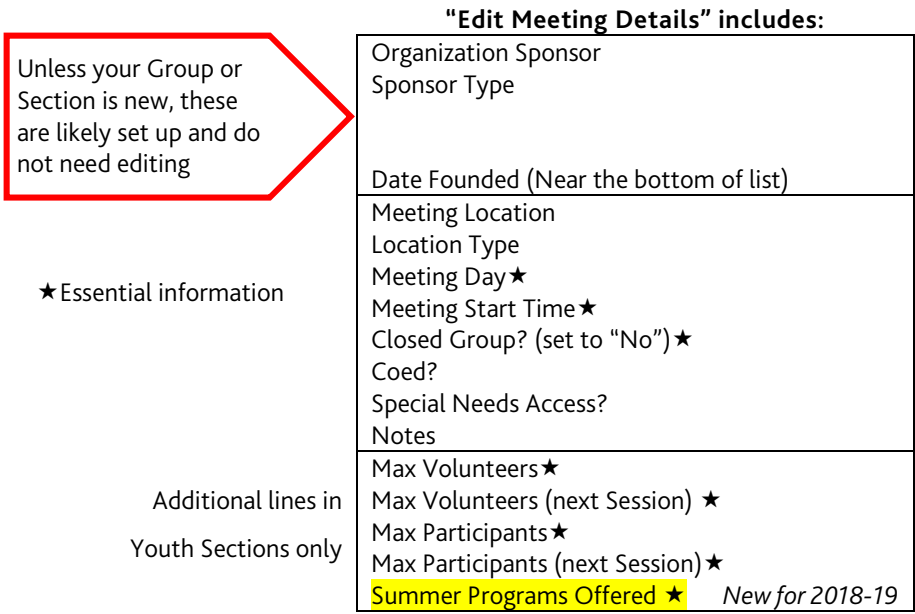 “Edit Meeting Details” includes:
Unless your Group or
Section is new, these
are likely set up and do
not need editing
Organization Sponsor
Sponsor Type
Date Founded (Near the bottom of list)
★Essential information
Meeting Location
Location Type
Meeting Day★
Meeting Start Time★
Closed Group? (set to “No”)★
Coed?
Special Needs Access?
Notes
Additional lines in
Youth Sections only
Max Volunteers★
Max Volunteers (next Session) ★
Max Participants★
Max Participants (next Session)★
Summer Programs Offered ★ New for 2018-19